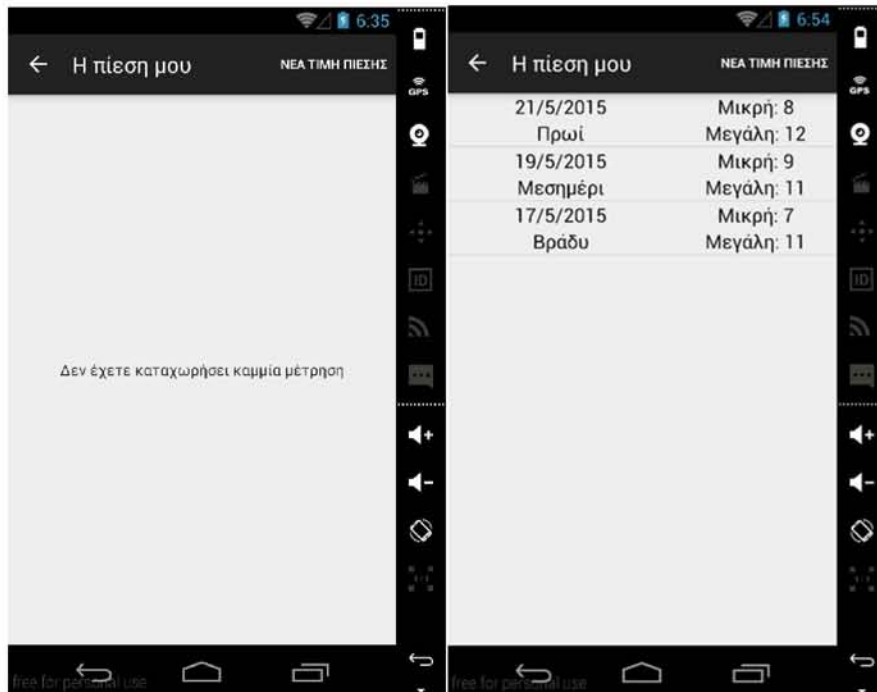 6:35
Η πίεση μου
ΝΕΑ ΤΙΜΗ ΠΙΕΣΗΣ
GPS
ID
Δεν έχετε καταχωρήσει καμμία μέτρηση
free for personal use
6:54
Η πίεση μου
ΝΕΑ ΤΙΜΗ ΠΙΕΣΗΣ
21/5/2015 Μικρή: 8
Πρωί Μεγάλη: 12
19/5/2015 Μικρή: 9
Μεσημέρι Μεγάλη: 11
17/5/2015 Μικρή: 7
Βράδυ Μεγάλη: 11
GPS
ID
free for personal use